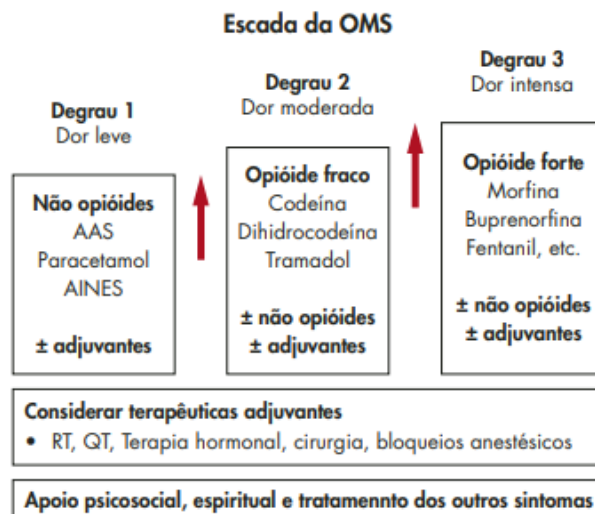 Escada da OMS
Degrau 1
Dor leve
Não opióides
AAS
Paracetamol
AINES
± adjuvantes
Degrau 2
Dor moderada
Opióide fraco
Codeína
Dihidrocodeína
Tramadol
± não opióides
± adjuvantes
Degrau 3
Dor intensa
Opióide forte
Morfina
Buprenorfina
Fentanil, etc.
± não opióides
± adjuvantes
Considerar terapêuticas adjuvantes
• RT, QT, Terapia hormonal, cirurgia, bloqueios anestésicos
Apoio psicosocial, espiritual e tratamennto dos outros sintomas